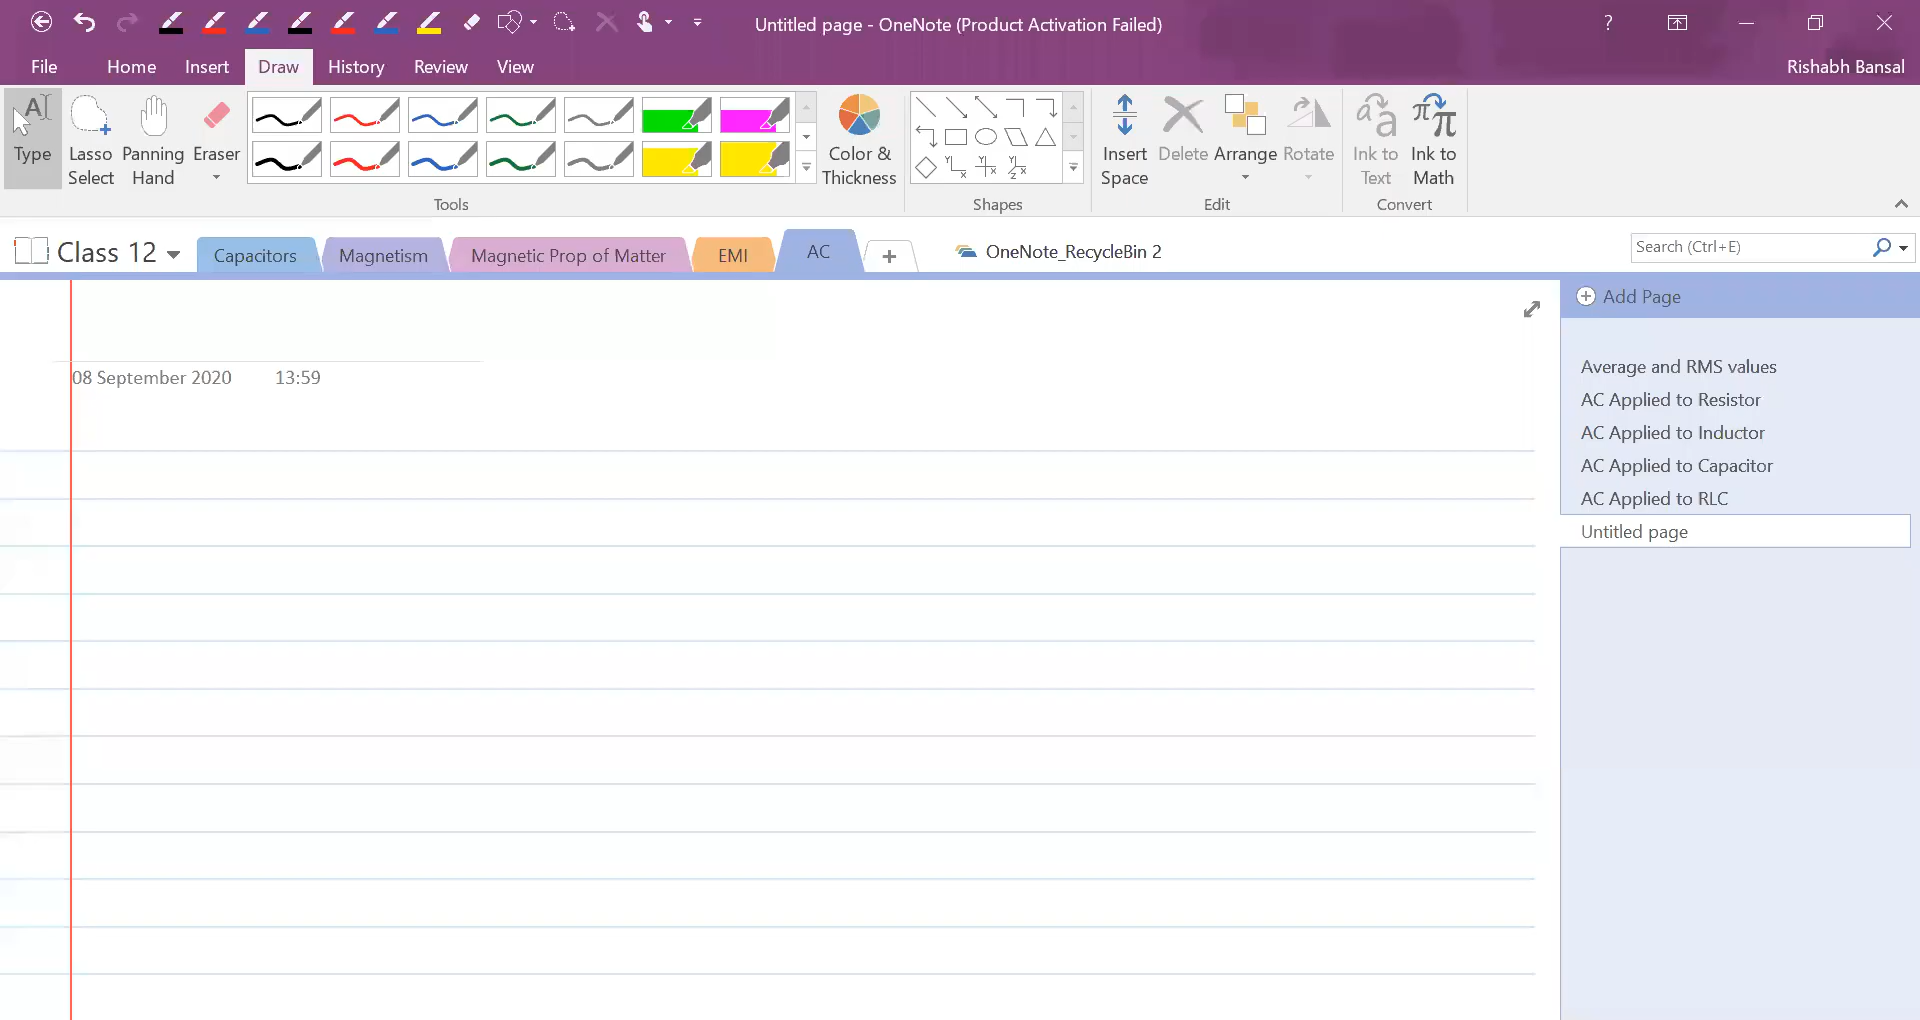 Untitled page - OneNote (Product Activation Failed)
?
File Home Insert Draw History Review View
Rishabh Bansal
Type
Lasso Select
Panning Hand
Eraser
Color & Thickness
Insert Space
Delete
Arrange
Rotate
Ink to Text
Ink to Math
Tools Shapes Edit Convert
Class 12 Capacitors Magnetism Magnetic Prop of Matter EMI AC + OneNote_RecycleBin 2
Search (Ctrl+E)
Add Page
08 September 2020 13:59
Average and RMS values
AC Applied to Resistor
AC Applied to Inductor
AC Applied to Capacitor
AC Applied to RLC
Untitled page